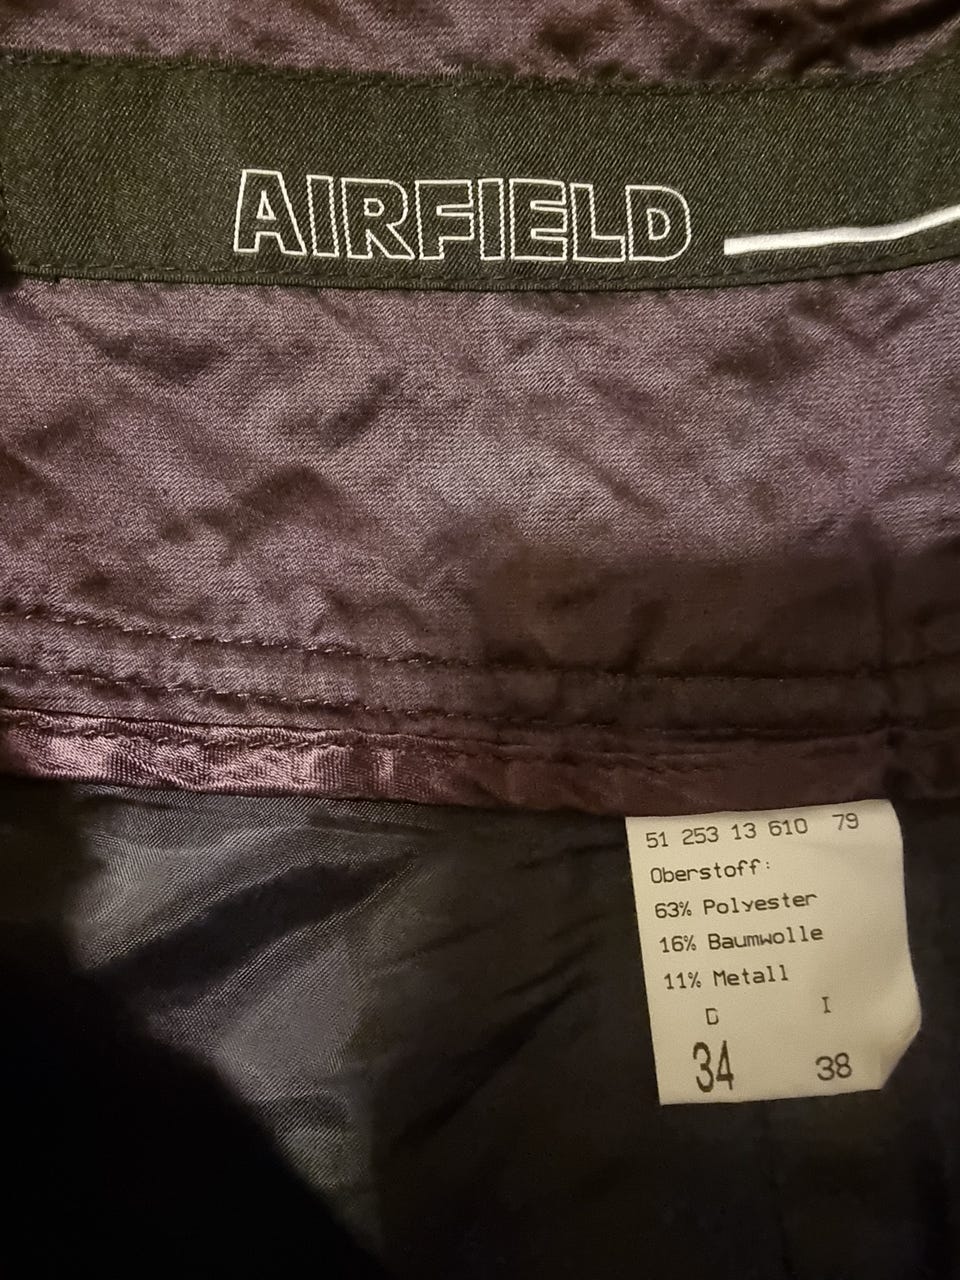 AIRFIELD
51 253 13 610 79
Oberstoff:
63% Polyester
16% Baumwolle
11% Metall
D I
34 38